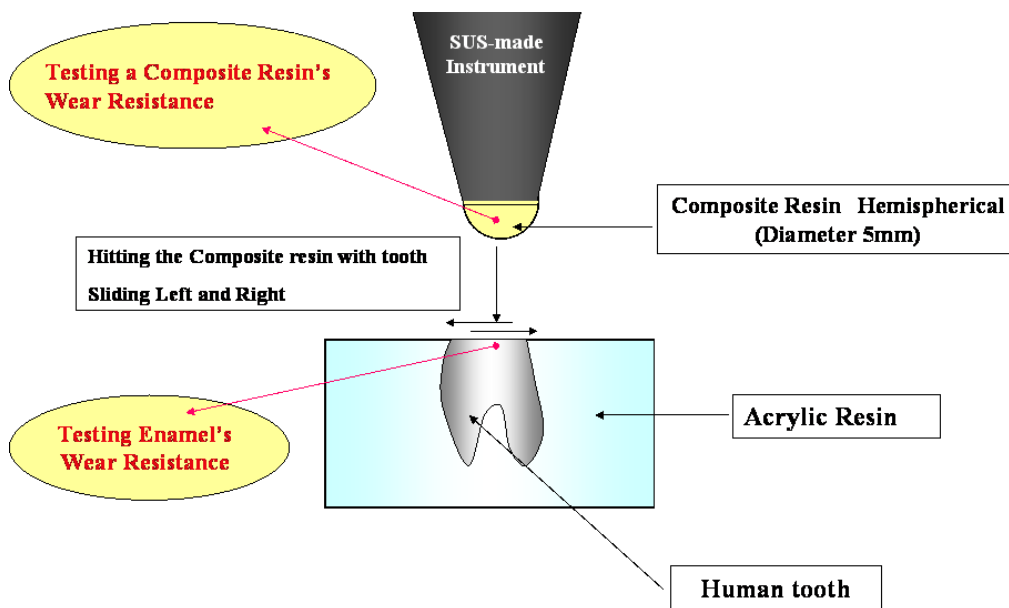 SUS-made
Instrument
Testing a Composite Resin's
Wear Resistance
Composite Resin Hemispherical
(Diameter 5mm)
Hitting the Composite resin with tooth
Sliding Left and Right
Acrylic Resin
Testing Enamel's
Wear Resistance
Human tooth